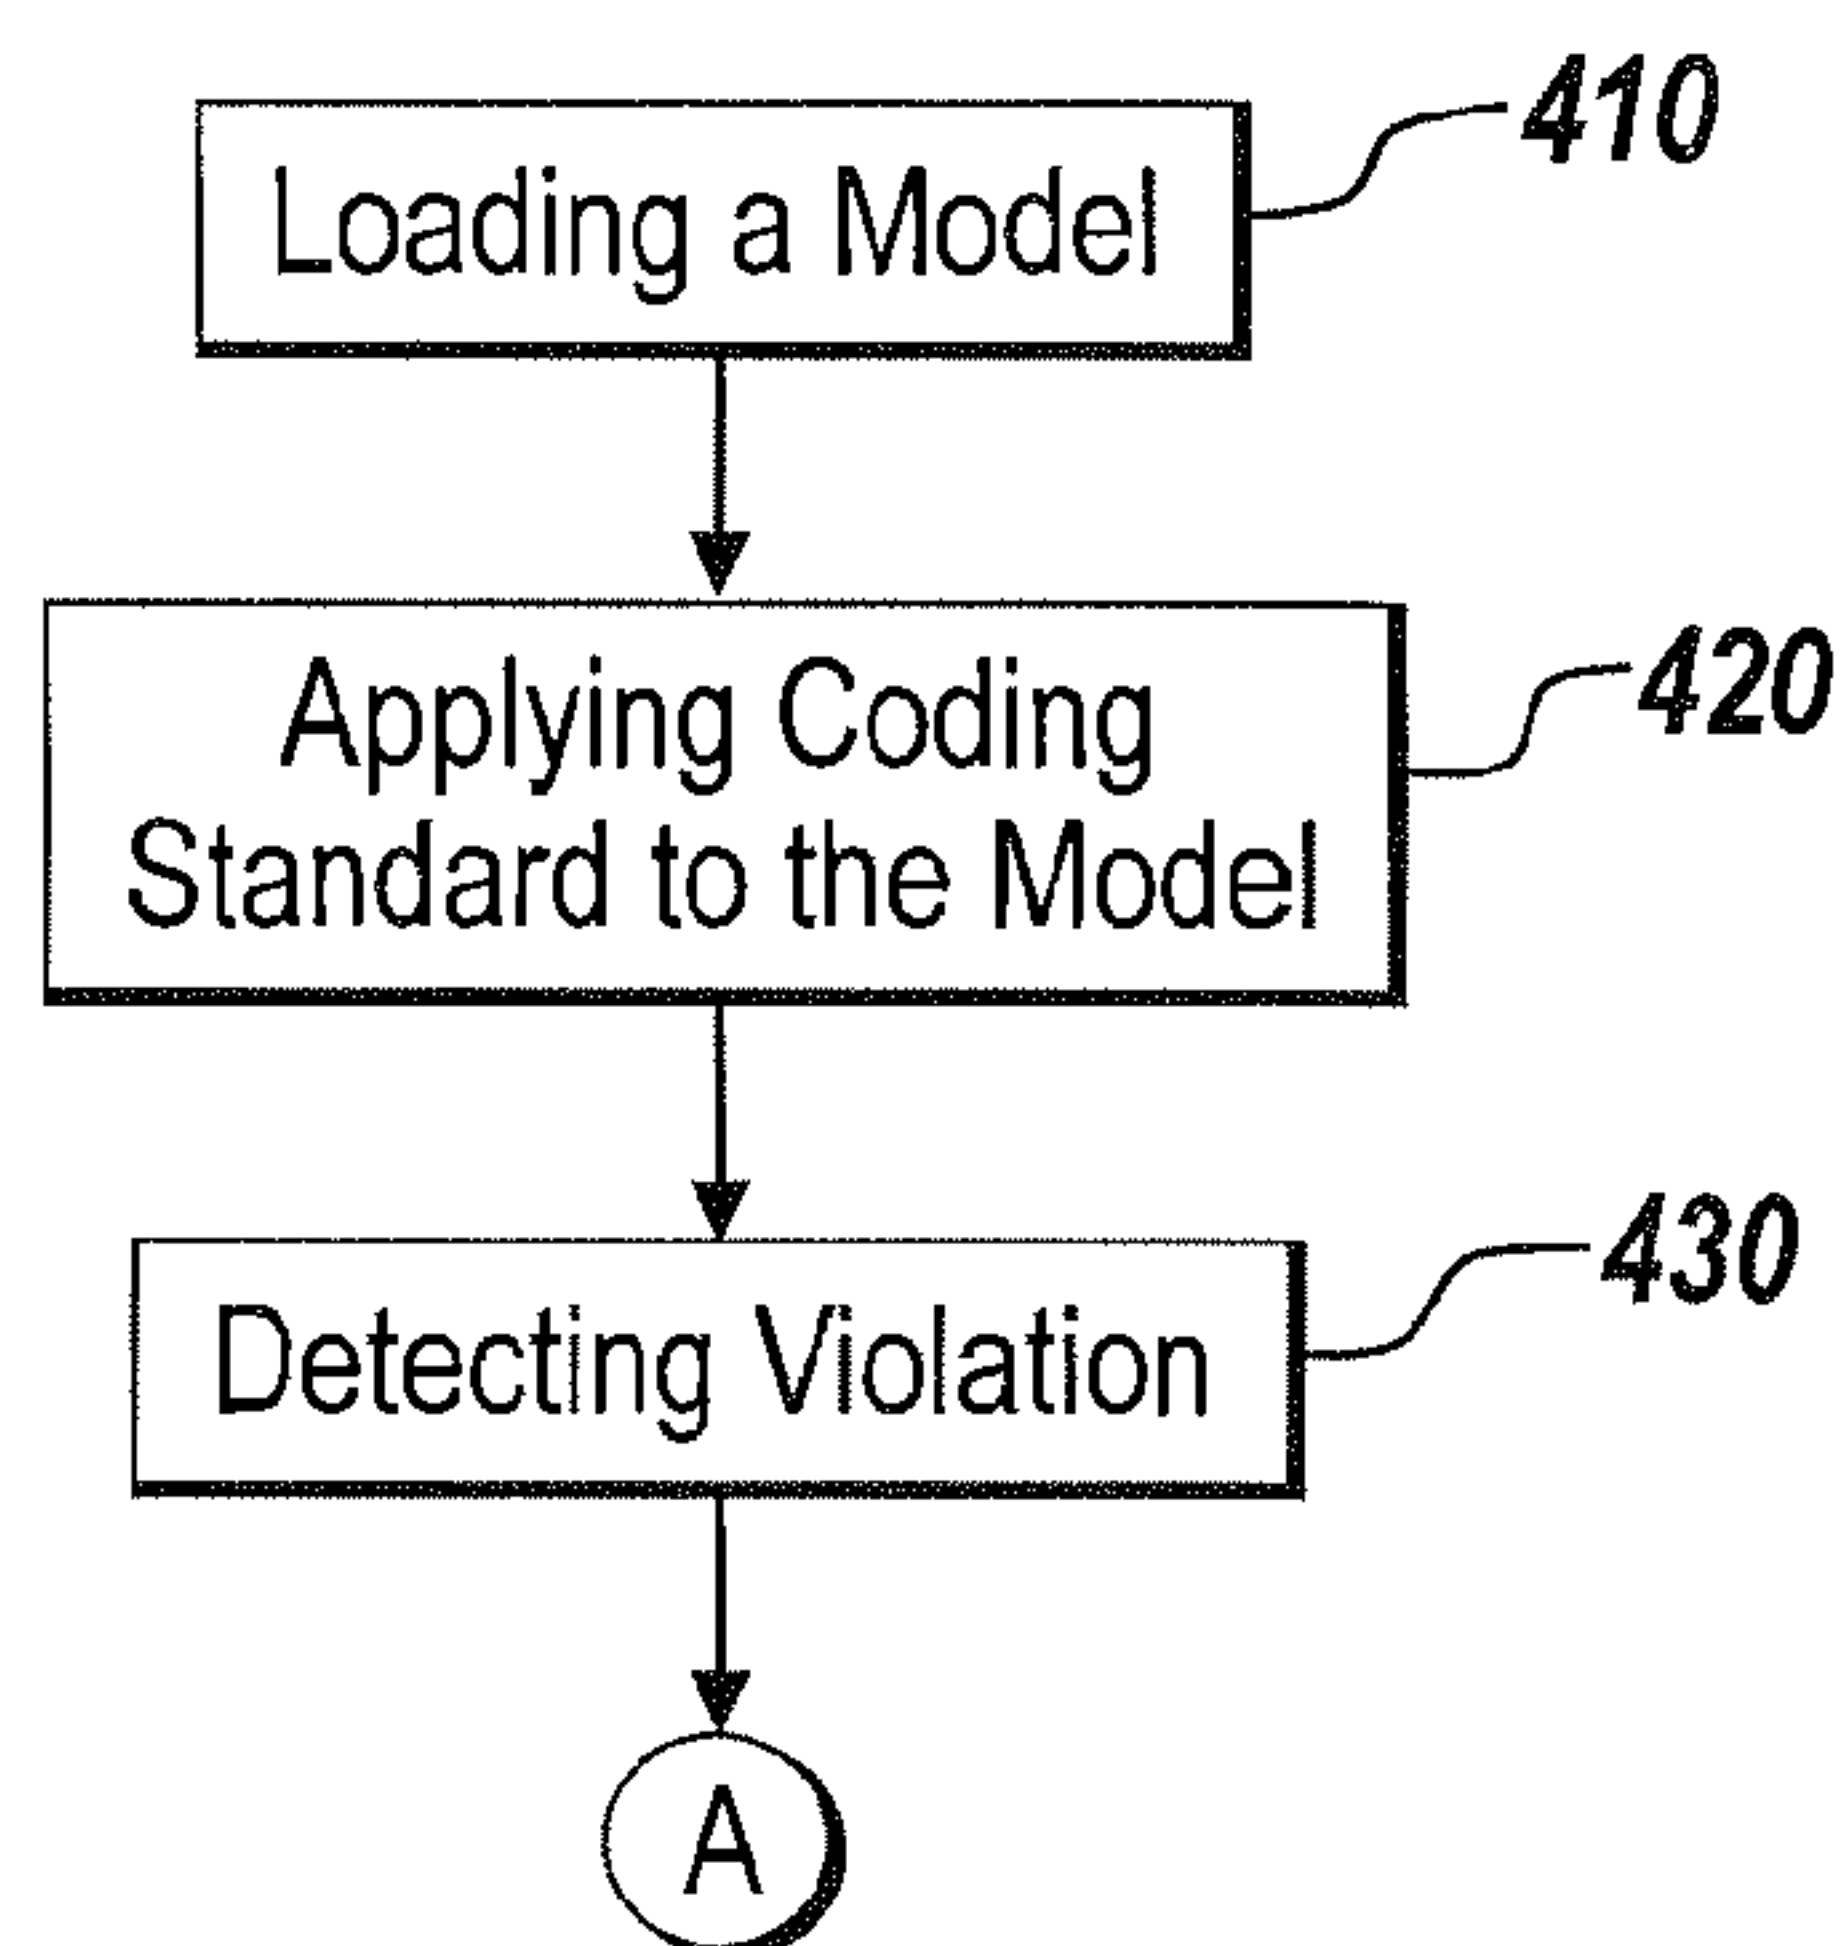 410
Loading a Model
420
Applying Coding
Standard to the Model
430
Detecting Violation
A